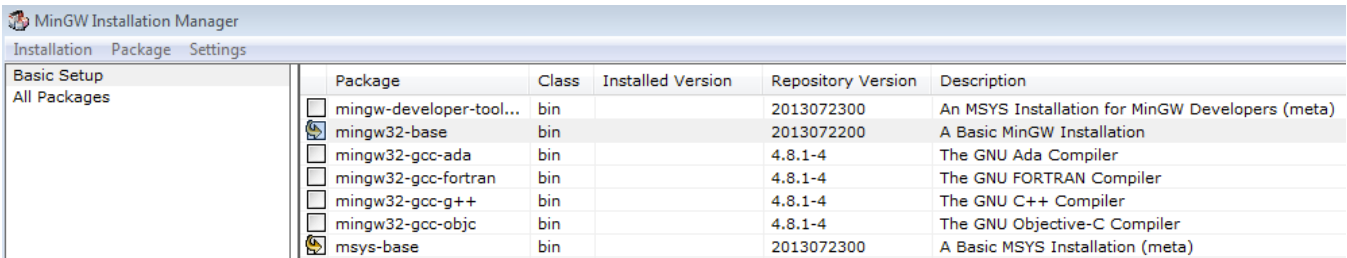 MinGW Installation Manager
Installation Package Settings
Basic Setup
All Packages
Package Class Installed Version Repository Version Description
mingw-developer-tool... bin 2013072300 An MSYS Installation for MinGW Developers (meta)
mingw32-base bin 2013072200 A Basic MinGW Installation
mingw32-gcc-ada bin 4.8.1-4 The GNU Ada Compiler
mingw32-gcc-fortran bin 4.8.1-4 The GNU FORTRAN Compiler
mingw32-gcc-g++ bin 4.8.1-4 The GNU C++ Compiler
mingw32-gcc-objc bin 4.8.1-4 The GNU Objective-C Compiler
msys-base bin 2013072300 A Basic MSYS Installation (meta)